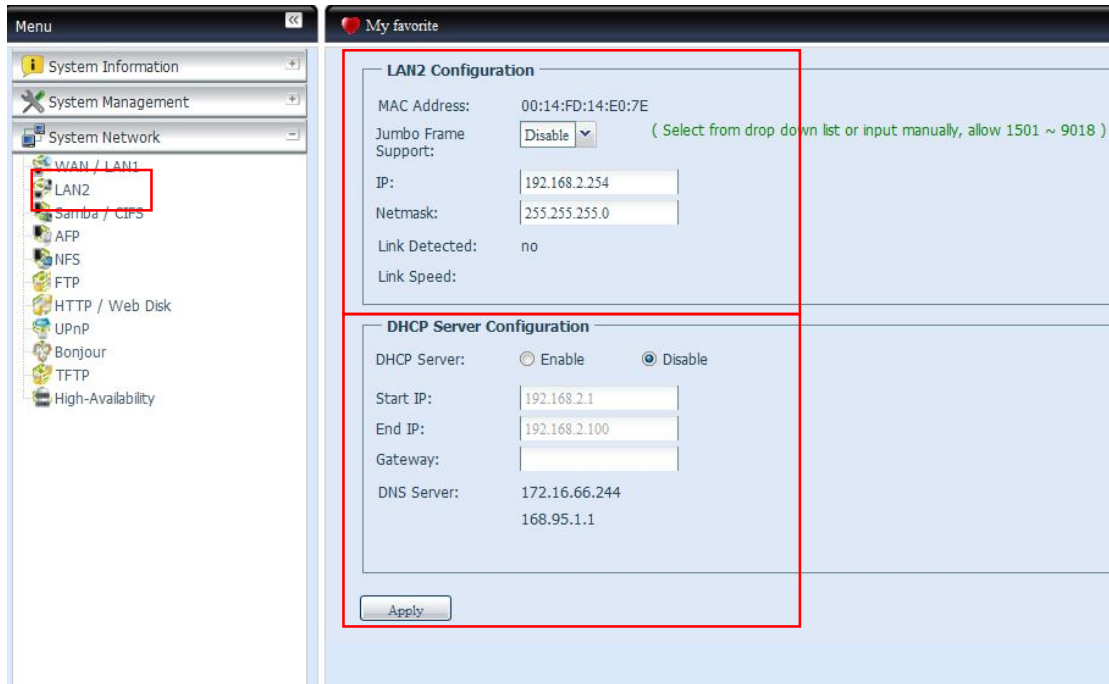 Menu
System Information
System Management
System Network
WAN / LAN1
LAN2
Samba / CIFS
AFP
NFS
FTP
HTTP / Web Disk
UPnP
Bonjour
TFTP
High-Availability
My favorite
LAN2 Configuration
MAC Address: 00:14:FD:14:E0:7E
Jumbo Frame Support: Disable ( Select from drop down list or input manually, allow 1501 ~ 9018 )
IP: 192.168.2.254
Netmask: 255.255.255.0
Link Detected: no
Link Speed:
DHCP Server Configuration
DHCP Server: Enable Disable
Start IP: 192.168.2.1
End IP: 192.168.2.100
Gateway:
DNS Server: 172.16.66.244
168.95.1.1
Apply